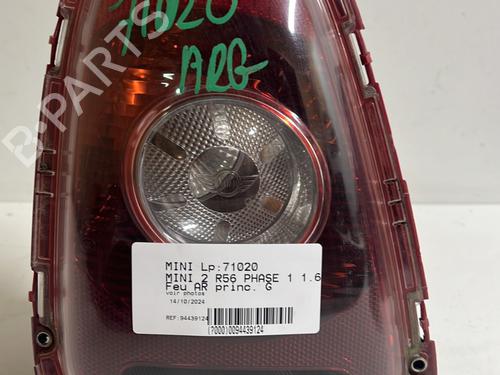 71020
ARG
B-PARTS
MINI Lp:71020
MINI 2 R56 PHASE 1 1.6
Feu AR princ. G
voir photos
14/10/2024
REF:94439124
(7000)0094439124